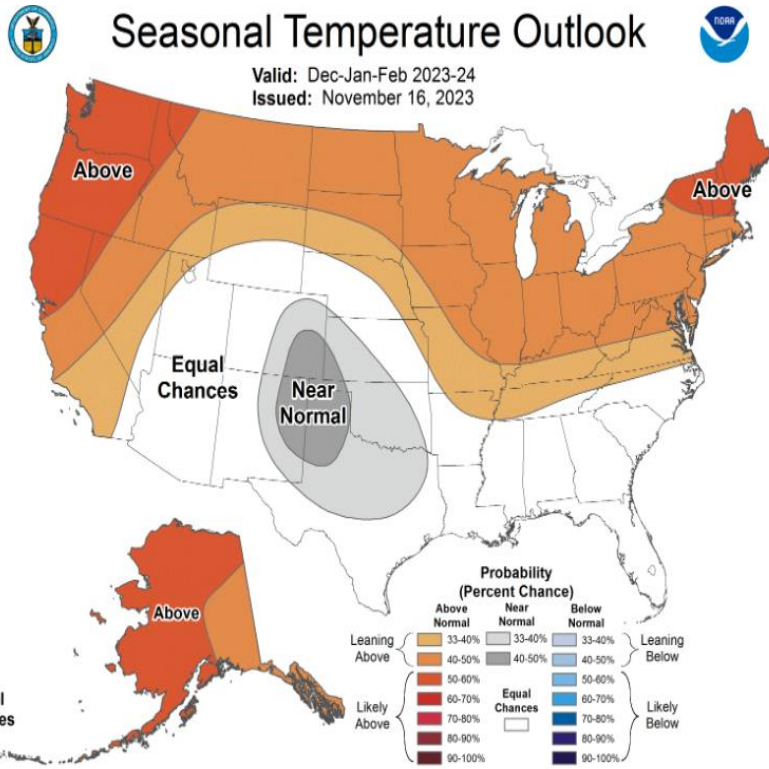 Seasonal Temperature Outlook
NOAA
Valid: Dec-Jan-Feb 2023-24
Issued: November 16, 2023
Above
Above
Equal
Chances
Near
Normal
Above
Probability
(Percent Chance)
Above
Normal
Near
Normal
Below
Normal
Leaning
Above
33-40%
40-50%
33-40%
40-50%
33-40%
40-50%
Leaning
Below
Likely
Above
50-60%
60-70%
70-80%
80-90%
90-100%
Equal
Chances
50-60%
60-70%
70-80%
80-90%
90-100%
Likely
Below
l
es